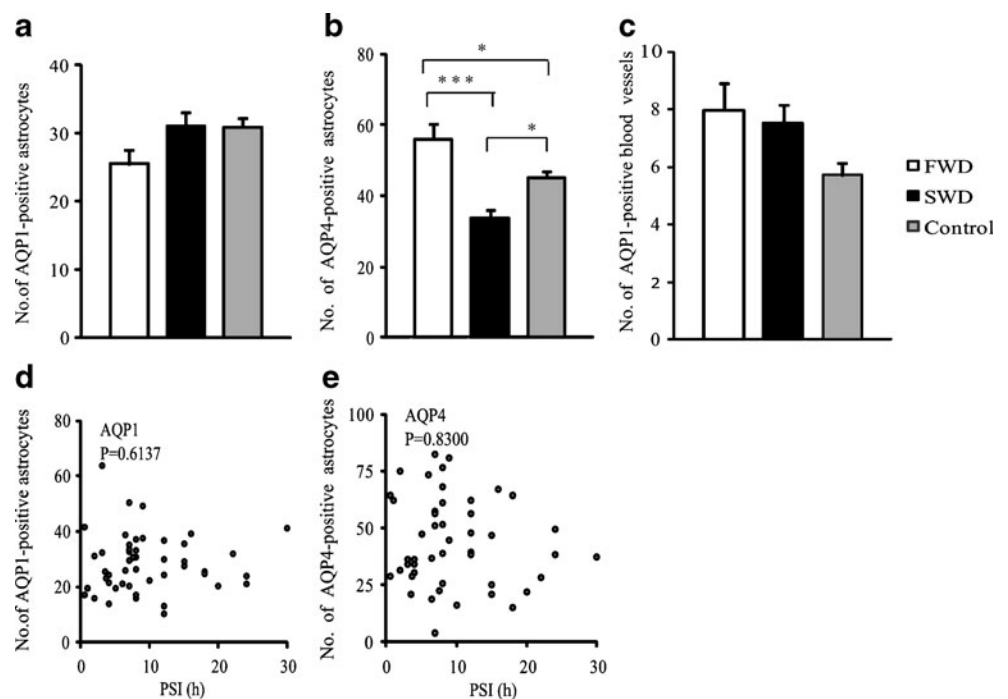 a
No.of AQP1-positive astrocytes
40
30
20
10
0
b
No. of AQP4-positive astrocytes
80
60
40
20
0
*
***
*
c
No. of AQP1-positive blood vessels
10
8
6
4
2
0
FWD
SWD
Control
d
No.of AQP1-positive astrocytes
80
60
40
20
0
AQP1
P=0.6137
0 10 20 30
PSI (h)
e
No. of AQP4-positive astrocytes
100
75
50
25
0
AQP4
P=0.8300
0 10 20 30
PSI (h)